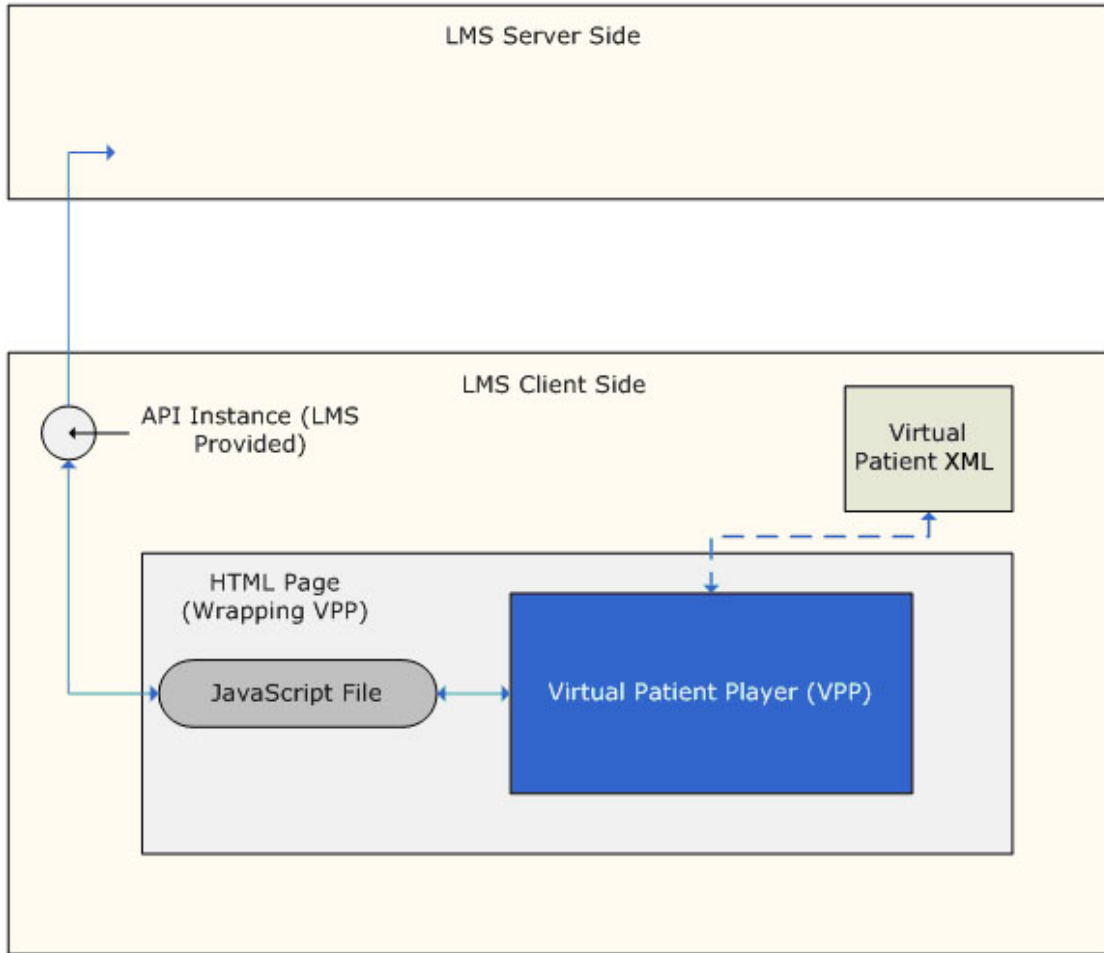 LMS Server Side
LMS Client Side
API Instance (LMS
Provided)
Virtual
Patient XML
HTML Page
(Wrapping VPP)
JavaScript File
Virtual Patient Player (VPP)